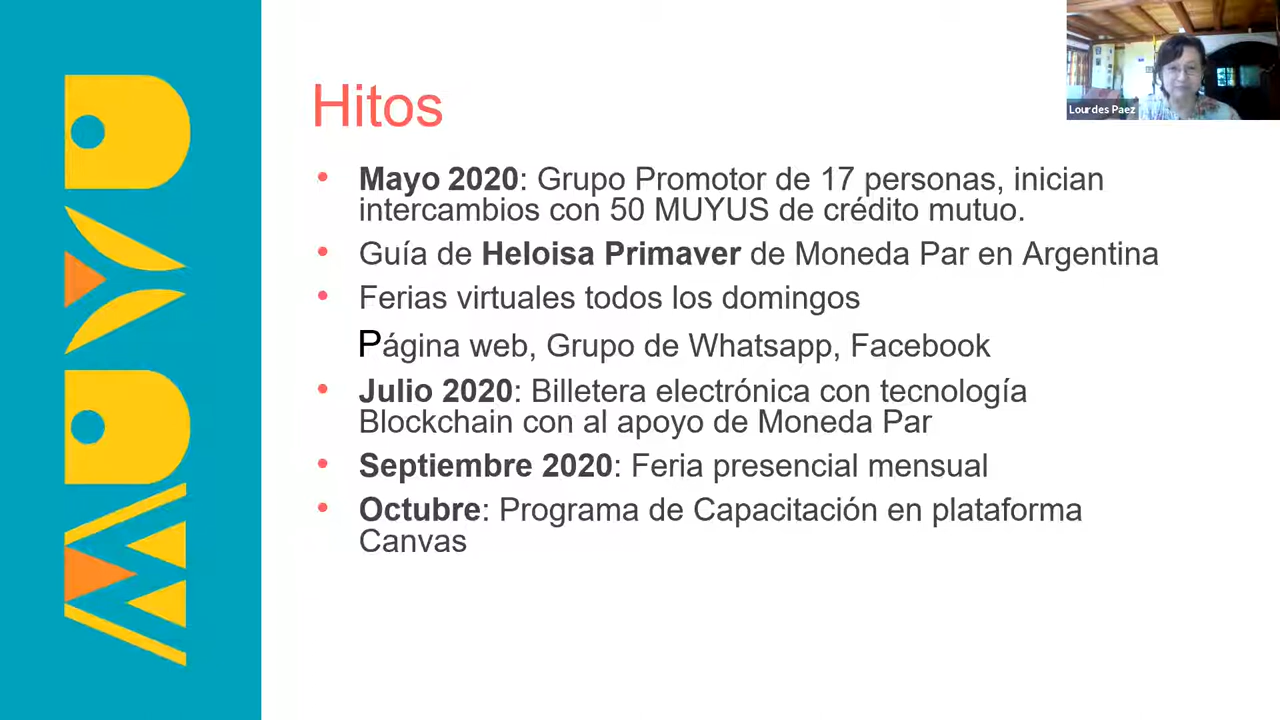 MUYU
Hitos
Lourdes Paez
• Mayo 2020: Grupo Promotor de 17 personas, inician
intercambios con 50 MUYUS de crédito mutuo.
• Guía de Heloisa Primaver de Moneda Par en Argentina
• Ferias virtuales todos los domingos
Página web, Grupo de Whatsapp, Facebook
• Julio 2020: Billetera electrónica con tecnología
Blockchain con al apoyo de Moneda Par
• Septiembre 2020: Feria presencial mensual
• Octubre: Programa de Capacitación en plataforma
Canvas